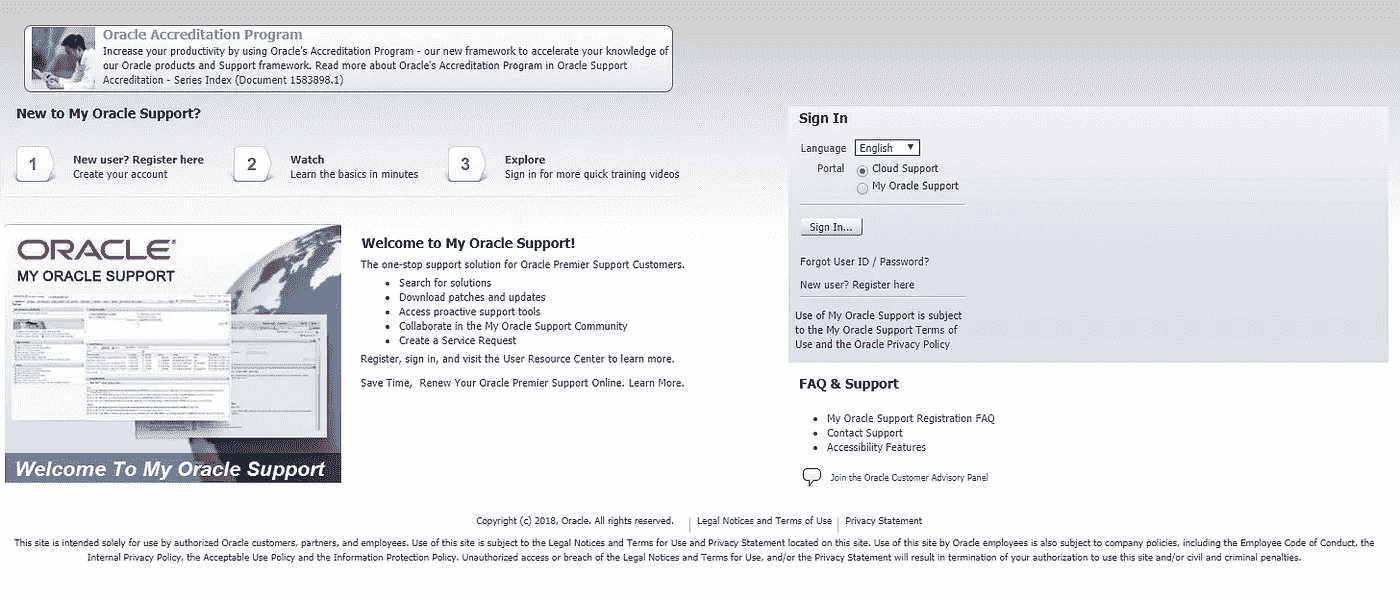 Oracle Accreditation Program
Increase your productivity by using Oracle's Accreditation Program - our new framework to accelerate your knowledge of
our Oracle products and Support framework. Read more about Oracle's Accreditation Program in Oracle Support
Accreditation - Series Index (Document 1583898.1)
New to My Oracle Support?
1
New user? Register here
Create your account
2
Watch
Learn the basics in minutes
3
Explore
Sign in for more quick training videos
ORACLE
MY ORACLE SUPPORT
Welcome To My Oracle Support
Welcome to My Oracle Support!
The one-stop support solution for Oracle Premier Support Customers.
• Search for solutions
• Download patches and updates
• Access proactive support tools
• Collaborate in the My Oracle Support Community
• Create a Service Request
Register, sign in, and visit the User Resource Center to learn more.
Save Time, Renew Your Oracle Premier Support Online. Learn More.
Sign In
Language English
Portal Cloud Support
My Oracle Support
Sign In...
Forgot User ID / Password?
New user? Register here
Use of My Oracle Support is subject
to the My Oracle Support Terms of
Use and the Oracle Privacy Policy
FAQ & Support
• My Oracle Support Registration FAQ
• Contact Support
• Accessibility Features
Join the Oracle Customer Advisory Panel
Copyright (c) 2018, Oracle. All rights reserved. | Legal Notices and Terms of Use | Privacy Statement
This site is intended solely for use by authorized Oracle customers, partners, and employees. Use of this site is subject to the Legal Notices and Terms for Use and Privacy Statement located on this site. Use of this site by Oracle employees is also subject to company policies, including the Employee Code of Conduct, the
Internal Privacy Policy, the Acceptable Use Policy and the Information Protection Policy. Unauthorized access or breach of the Legal Notices and Terms for Use, and/or the Privacy Statement will result in termination of your authorization to use this site and/or civil and criminal penalties.